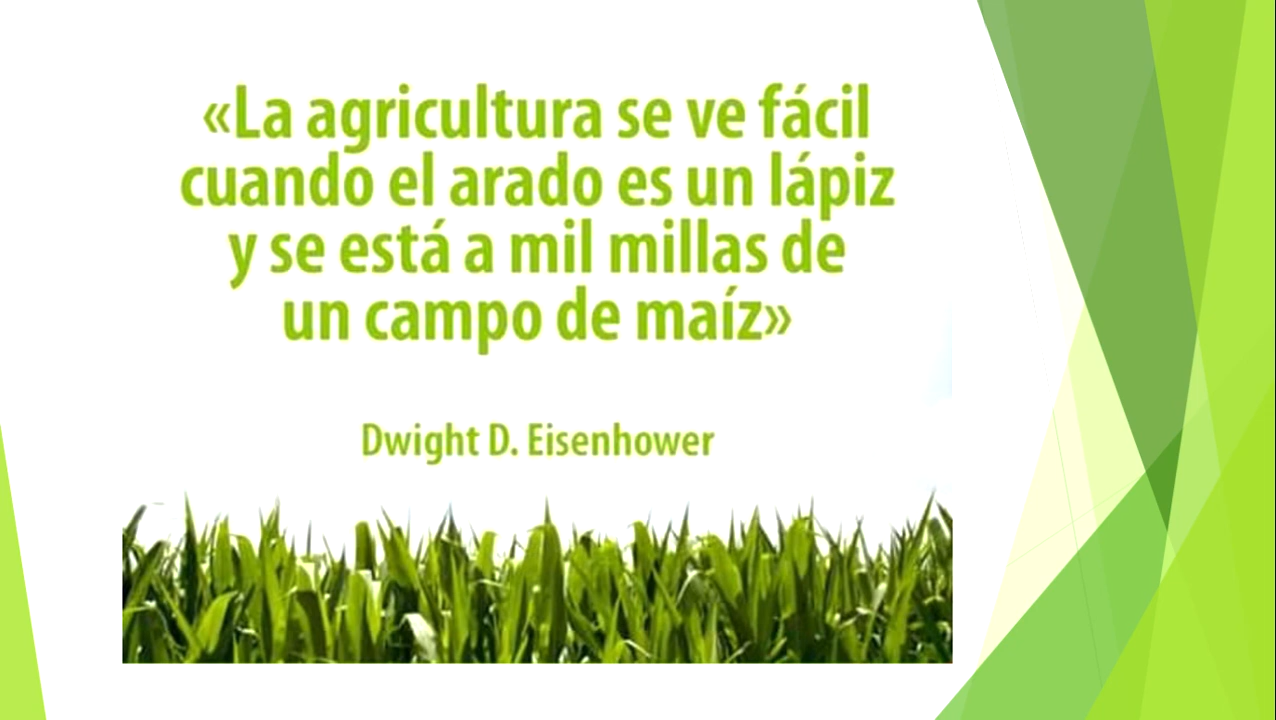 «La agricultura se ve fácil
cuando el arado es un lápiz
y se está a mil millas de
un campo de maíz»
Dwight D. Eisenhower